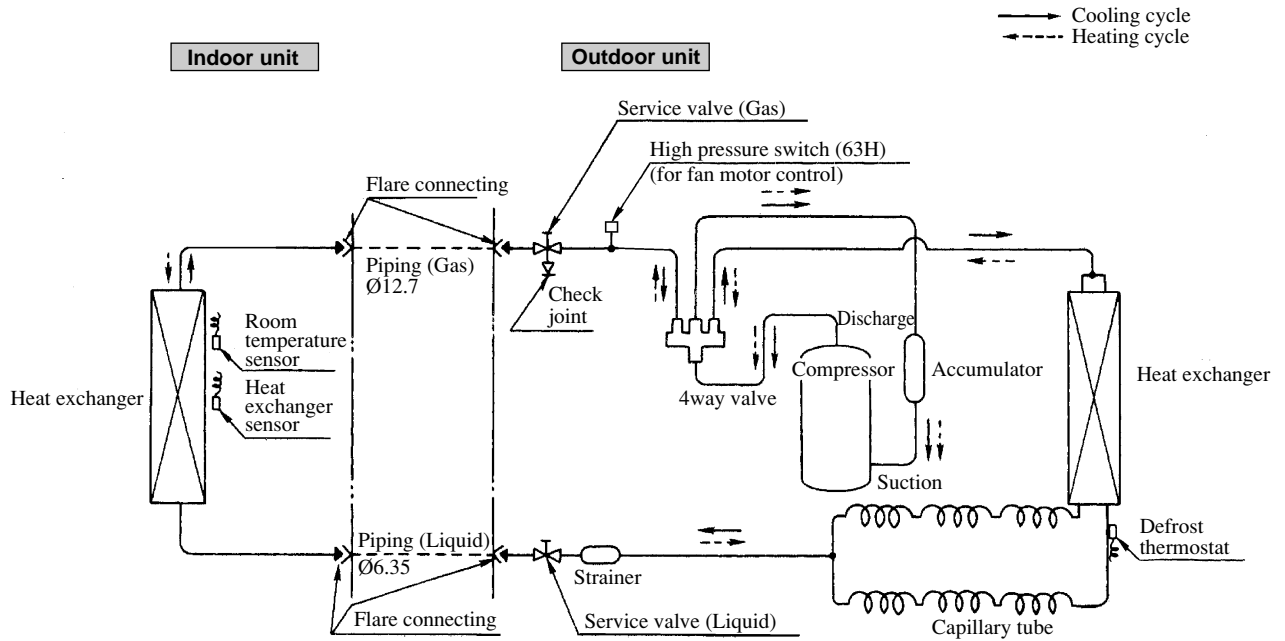 Cooling cycle
Heating cycle
Indoor unit
Outdoor unit
Service valve (Gas)
High pressure switch (63H)
(for fan motor control)
Flare connecting
Piping (Gas)
Ø12.7
Check
joint
Room
temperature
sensor
Heat
exchanger
sensor
Heat exchanger
Discharge
Compressor
Accumulator
4way valve
Suction
Heat exchanger
Piping (Liquid)
Ø6.35
Strainer
Defrost
thermostat
Flare connecting
Service valve (Liquid)
Capillary tube